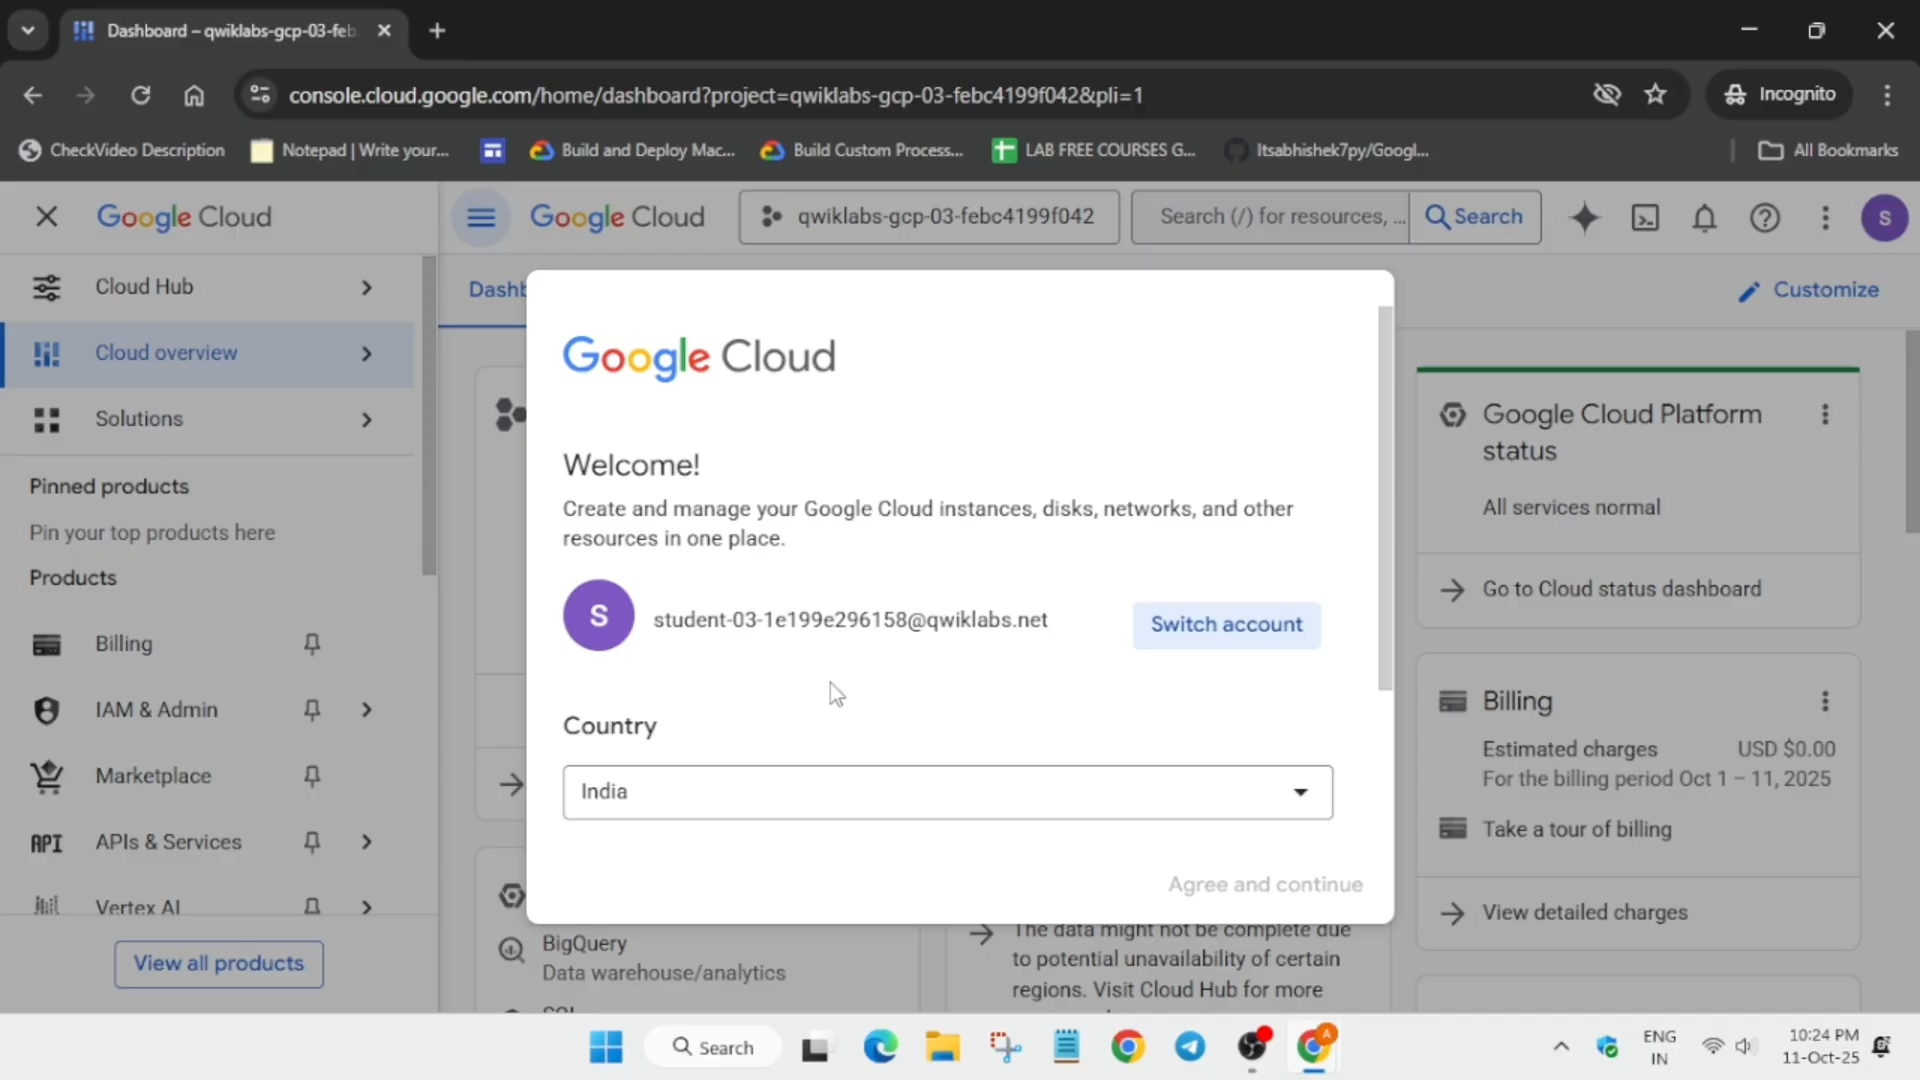 Dashboard – qwiklabs-gcp-03-feb
console.cloud.google.com/home/dashboard?project=qwiklabs-gcp-03-febc4199f042&pli=1
Incognito
CheckVideo Description
Notepad | Write your...
Build and Deploy Mac...
Build Custom Process...
LAB FREE COURSES G...
Itsabhishek7py/Googl...
All Bookmarks
Google Cloud
Google Cloud
qwiklabs-gcp-03-febc4199f042
Search (/) for resources, ...
Search
S
Cloud Hub
Cloud overview
Solutions
Pinned products
Pin your top products here
Products
Billing
IAM & Admin
Marketplace
API
APIs & Services
Vertex AI
View all products
Dashb
Customize
Google Cloud
Welcome!
Create and manage your Google Cloud instances, disks, networks, and other
resources in one place.
S
student-03-1e199e296158@qwiklabs.net
Switch account
Country
India
Agree and continue
BigQuery
Data warehouse/analytics
SQL
The data might not be complete due
to potential unavailability of certain
regions. Visit Cloud Hub for more
Google Cloud Platform
status
All services normal
Go to Cloud status dashboard
Billing
Estimated charges
USD $0.00
For the billing period Oct 1 – 11, 2025
Take a tour of billing
View detailed charges
Search
A
ENG
IN
10:24 PM
11-Oct-25